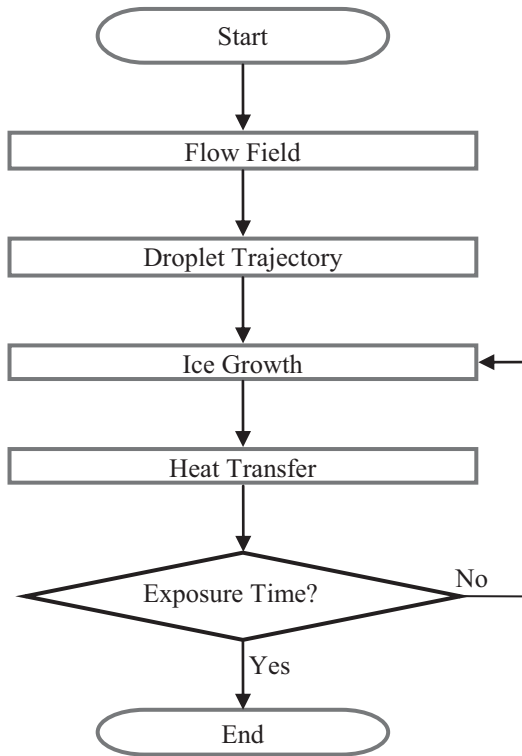 Start
Flow Field
Droplet Trajectory
Ice Growth
Heat Transfer
Exposure Time?
No
Yes
End